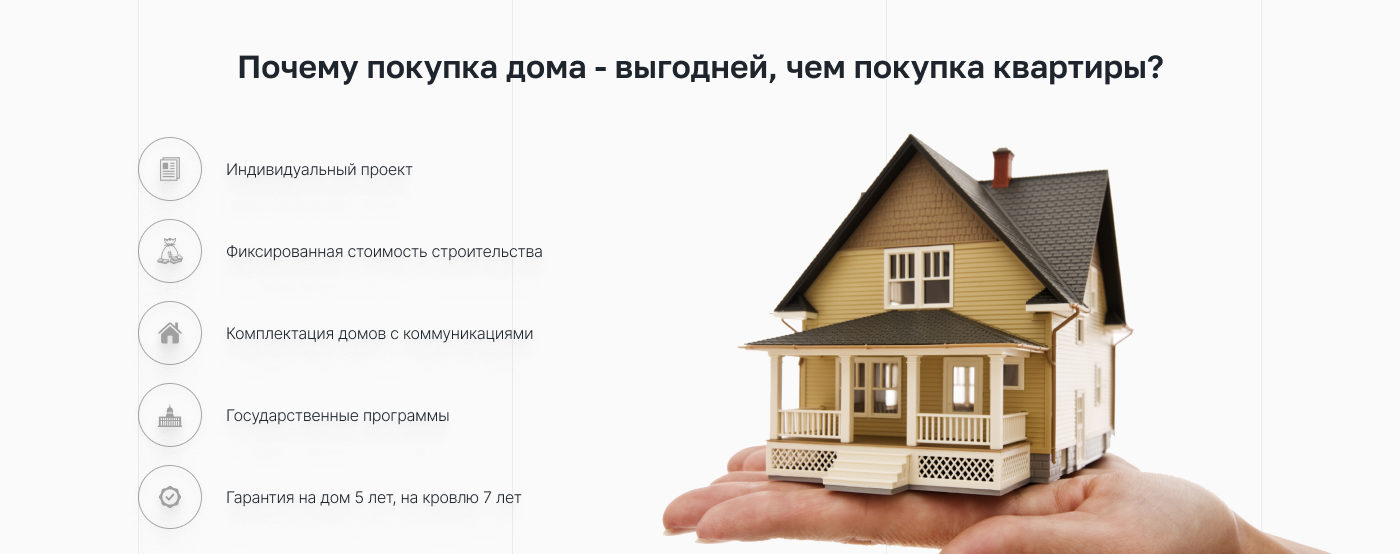 Почему покупка дома - выгодней, чем покупка квартиры?
Индивидуальный проект
Фиксированная стоимость строительства
Комплектация домов с коммуникациями
Государственные программы
Гарантия на дом 5 лет, на кровлю 7 лет